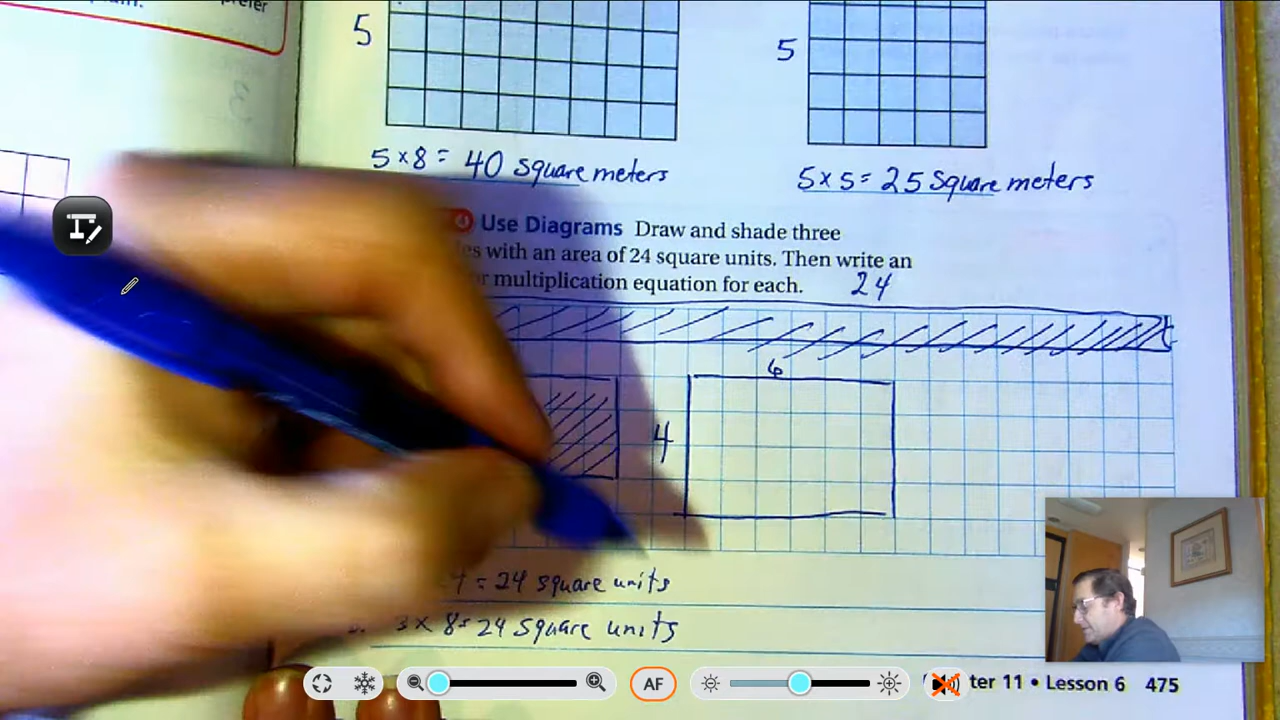 5
5
5 × 8 = 40 square meters
5 × 5 = 25 square meters
Use Diagrams Draw and shade three
with an area of 24 square units. Then write an
multiplication equation for each. 24
6
4
= 24 square units
3 × 8 = 24 square units
AF
ter 11 • Lesson 6 475